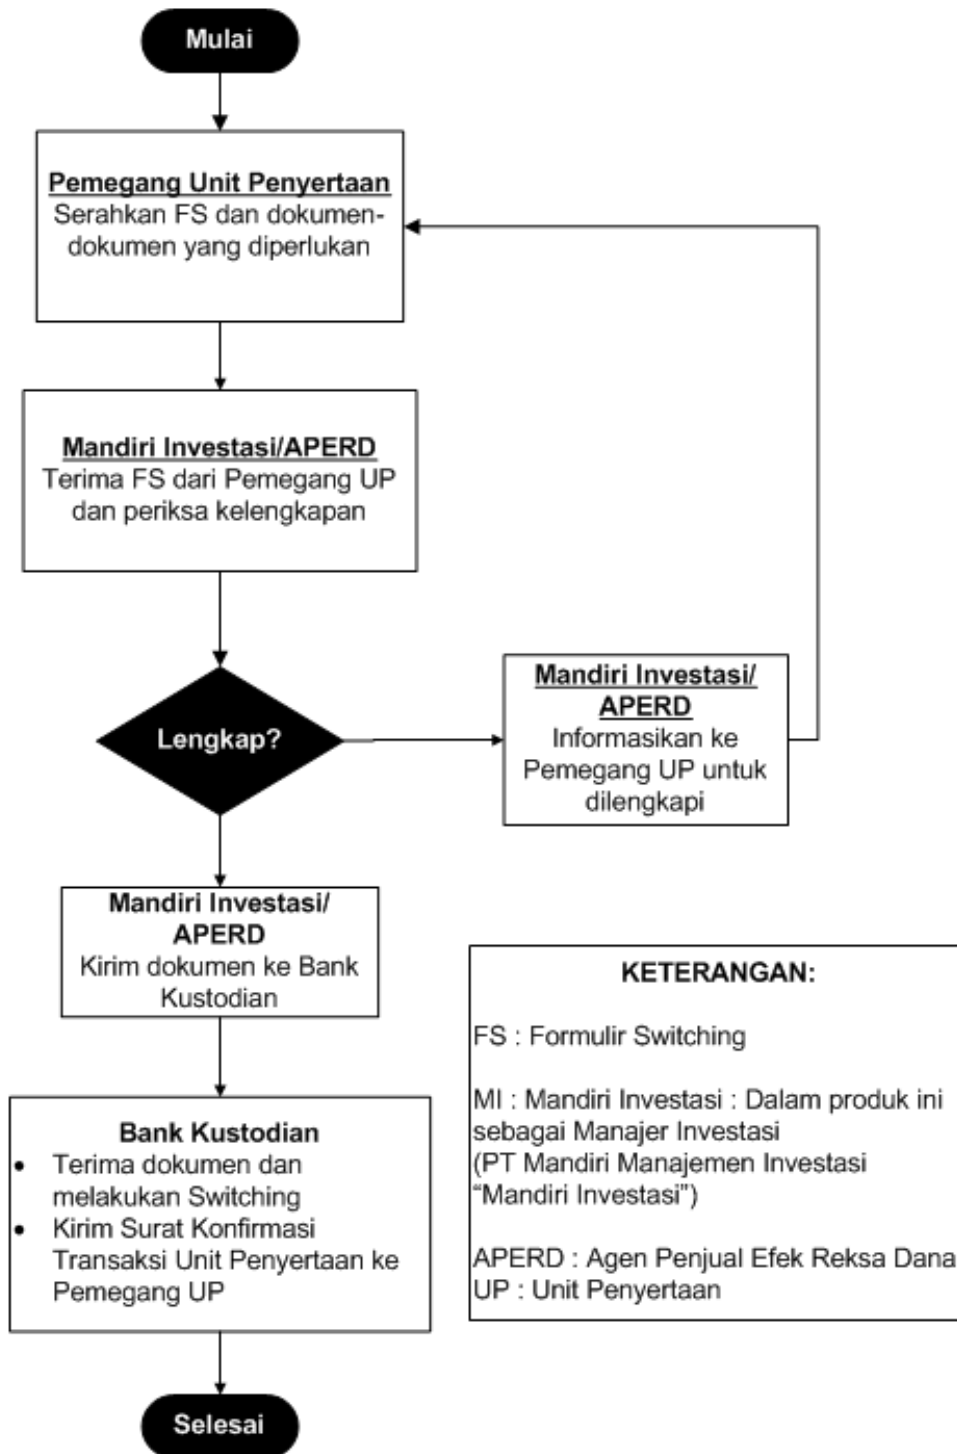 Mulai
Pemegang Unit Penyertaan
Serahkan FS dan dokumen-
dokumen yang diperlukan
Mandiri Investasi/APERD
Terima FS dari Pemegang UP
dan periksa kelengkapan
Lengkap?
Mandiri Investasi/
APERD
Informasikan ke
Pemegang UP untuk
dilengkapi
Mandiri Investasi/
APERD
Kirim dokumen ke Bank
Kustodian
Bank Kustodian
• Terima dokumen dan
melakukan Switching
• Kirim Surat Konfirmasi
Transaksi Unit Penyertaan ke
Pemegang UP
Selesai
KETERANGAN:
FS : Formulir Switching
MI : Mandiri Investasi : Dalam produk ini
sebagai Manajer Investasi
(PT Mandiri Manajemen Investasi
“Mandiri Investasi”)
APERD : Agen Penjual Efek Reksa Dana
UP : Unit Penyertaan